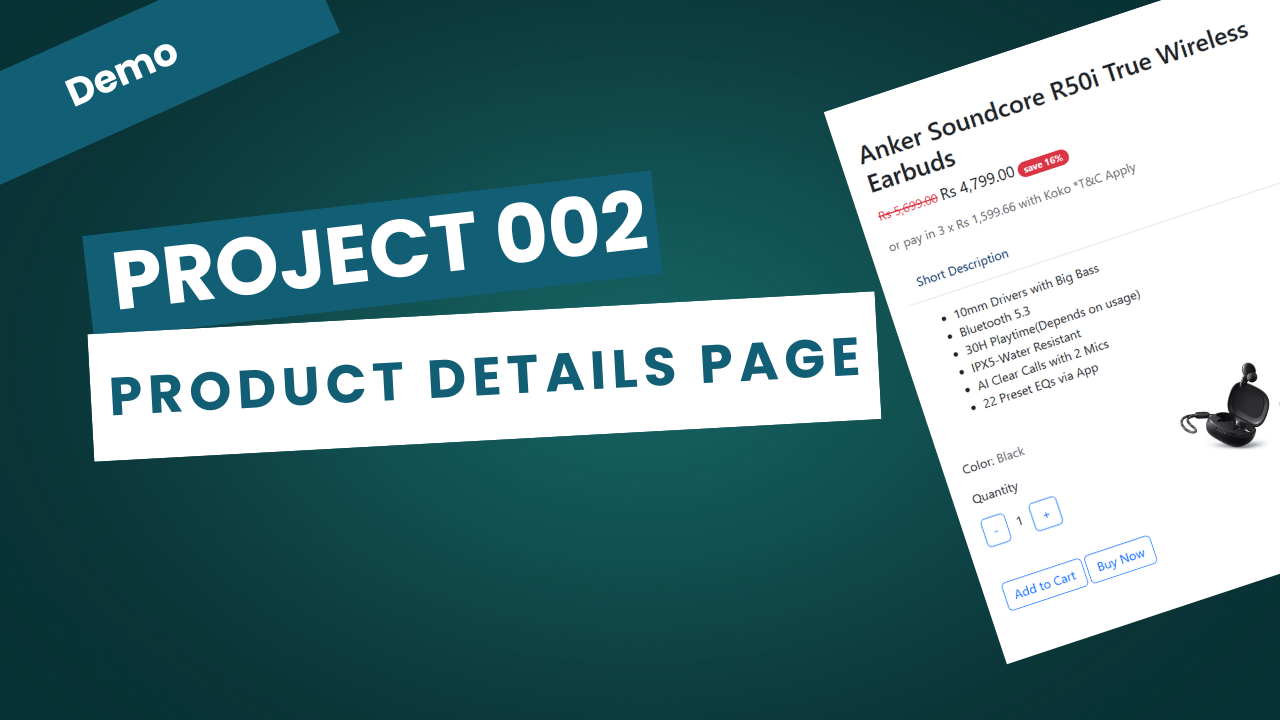 Demo
PROJECT 002
PRODUCT DETAILS PAGE
Anker Soundcore R50i True Wireless
Earbuds
Rs 5,699.00 Rs 4,799.00 save 16%
or pay in 3 x Rs 1,599.66 with Koko *T&C Apply
Short Description
• 10mm Drivers with Big Bass
• Bluetooth 5.3
• 30H Playtime(Depends on usage)
• IPX5-Water Resistant
• AI Clear Calls with 2 Mics
• 22 Preset EQs via App
Color: Black
Quantity
- 1 +
Add to Cart Buy Now